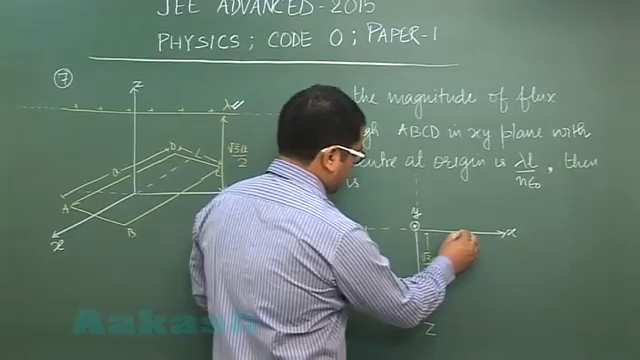 JEE ADVANCED - 2015
PHYSICS ; CODE 0 ; PAPER-1
7
Z
λ
the magnitude of flux
ABCD in xy plane with
D
L
√3a/2
a
at origin is λL/nε₀, then
is
A
B
x
y
x
Z
Aakash